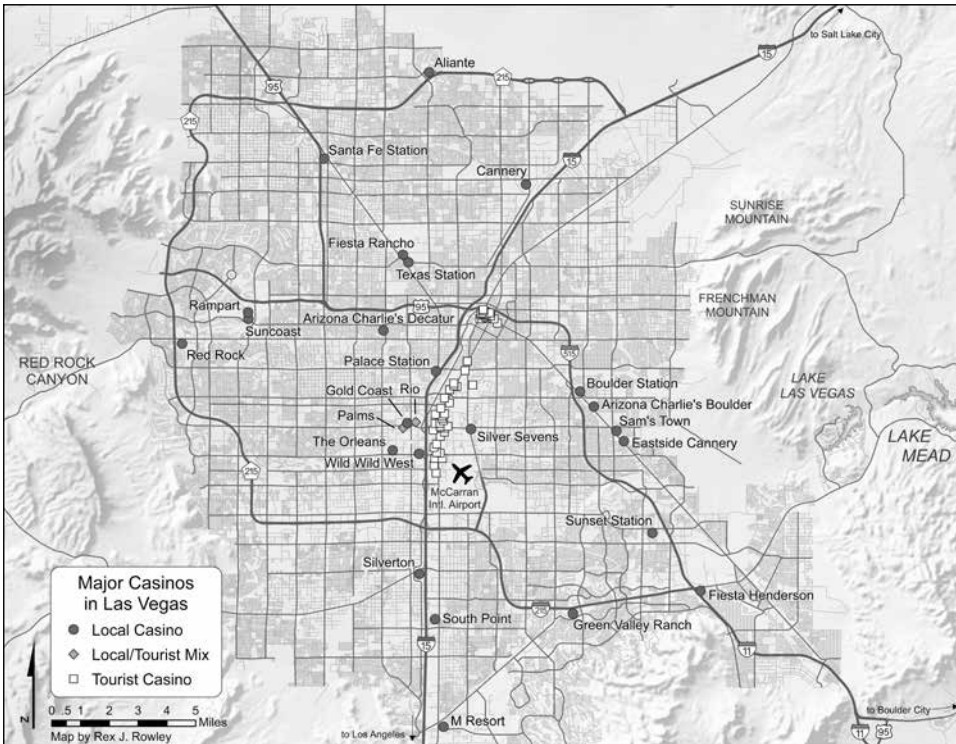 to Salt Lake City
15
Aliante
215
95
215
Santa Fe Station
15
Cannery
SUNRISE
MOUNTAIN
Fiesta Rancho
Texas Station
FRENCHMAN
MOUNTAIN
Rampart
95
Suncoast
Arizona Charlie's Decatur
Red Rock
RED ROCK
CANYON
Palace Station
515
LAKE
LAS VEGAS
Gold Coast
Rio
Boulder Station
Palms
Arizona Charlie's Boulder
Sam's Town
Silver Sevens
Eastside Cannery
LAKE
MEAD
The Orleans
Wild Wild West
215
McCarran
Intl. Airport
Sunset Station
Silverton
Fiesta Henderson
215
Green Valley Ranch
South Point
15
11
M Resort
to Los Angeles
to Boulder City
11
95
Major Casinos
in Las Vegas
Local Casino
Local/Tourist Mix
Tourist Casino
N
0 .5 1 2 3 4 5
Miles
Map by Rex J. Rowley